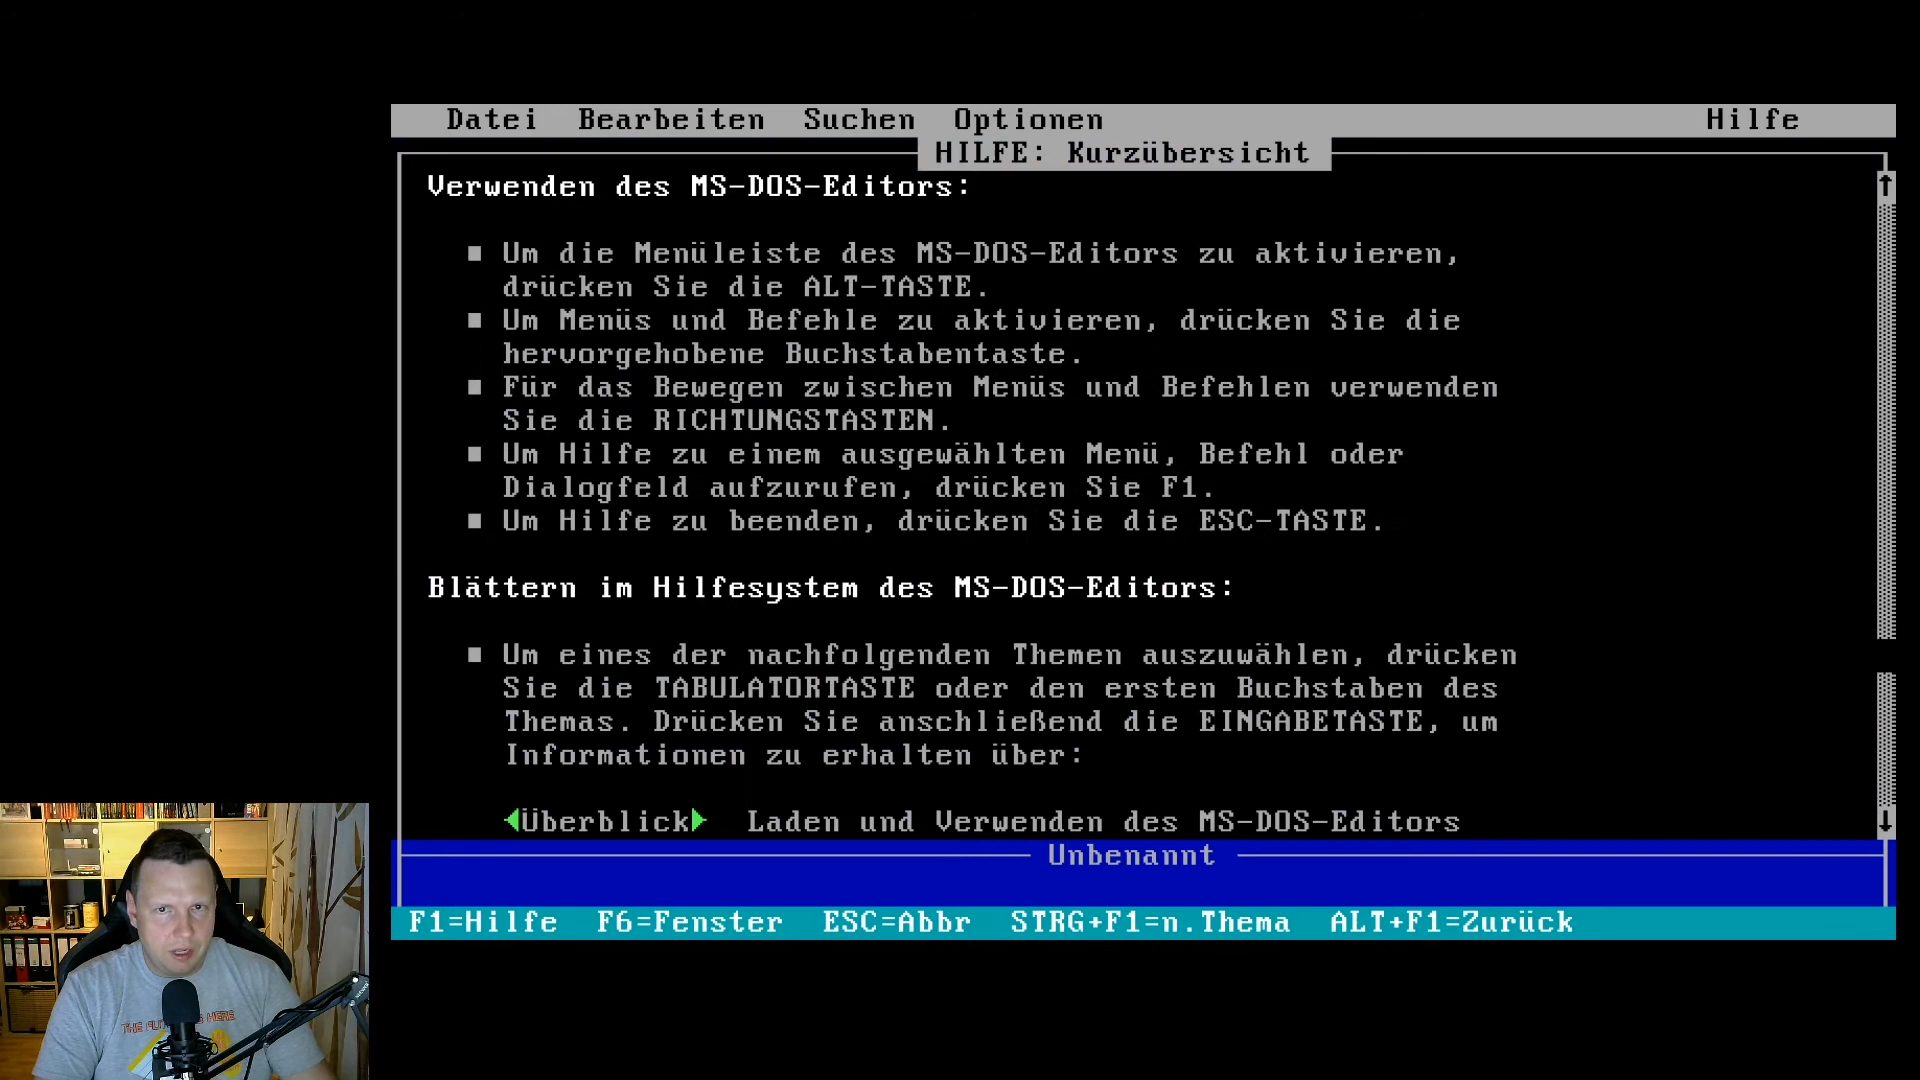 Datei Bearbeiten Suchen Optionen Hilfe
HILFE: Kurzübersicht
Verwenden des MS-DOS-Editors:
■ Um die Menüleiste des MS-DOS-Editors zu aktivieren,
drücken Sie die ALT-TASTE.
■ Um Menüs und Befehle zu aktivieren, drücken Sie die
hervorgehobene Buchstabentaste.
■ Für das Bewegen zwischen Menüs und Befehlen verwenden
Sie die RICHTUNGSTASTEN.
■ Um Hilfe zu einem ausgewählten Menü, Befehl oder
Dialogfeld aufzurufen, drücken Sie F1.
■ Um Hilfe zu beenden, drücken Sie die ESC-TASTE.
Blättern im Hilfesystem des MS-DOS-Editors:
■ Um eines der nachfolgenden Themen auszuwählen, drücken
Sie die TABULATORTASTE oder den ersten Buchstaben des
Themas. Drücken Sie anschließend die EINGABETASTE, um
Informationen zu erhalten über:
◄Überblick► Laden und Verwenden des MS-DOS-Editors
Unbenannt
F1=Hilfe F6=Fenster ESC=Abbr STRG+F1=n.Thema ALT+F1=Zurück
THE HERE